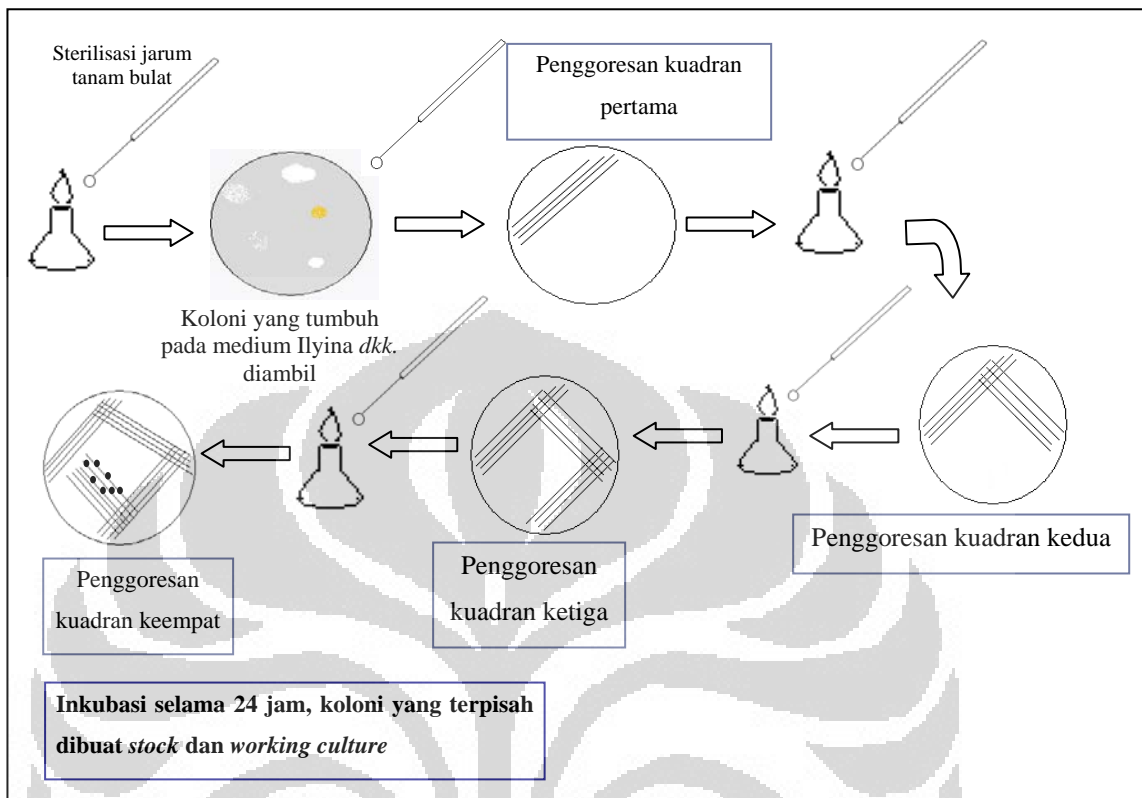 Sterilisasi jarum
tanam bulat
Penggoresan kuadran
pertama
Koloni yang tumbuh
pada medium Ilyina dkk.
diambil
Penggoresan kuadran kedua
Penggoresan
kuadran ketiga
Penggoresan
kuadran keempat
Inkubasi selama 24 jam, koloni yang terpisah
dibuat stock dan working culture